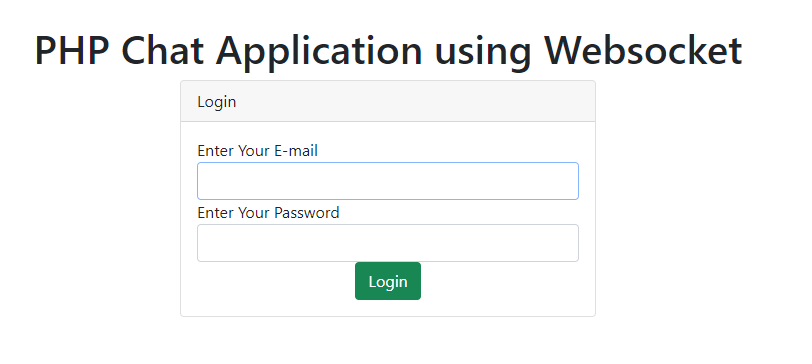 PHP Chat Application using Websocket
Login
Enter Your E-mail
Enter Your Password
Login